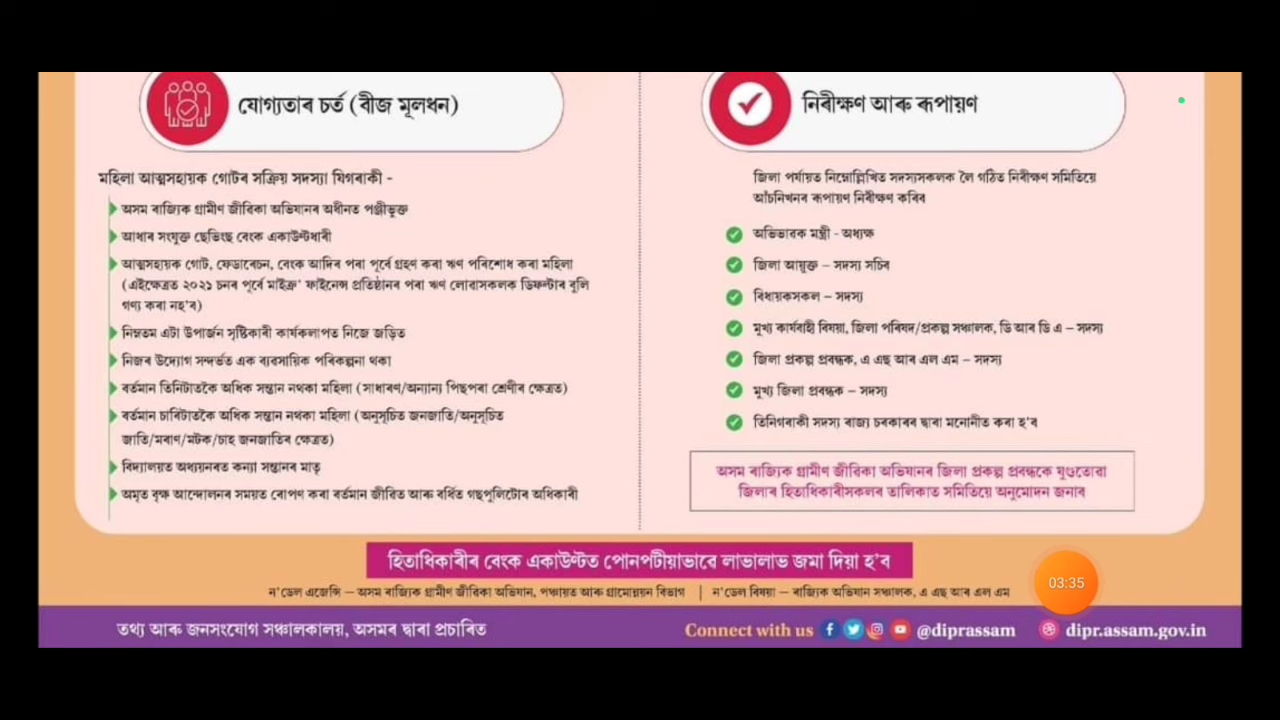 যোগ্যতাৰ চৰ্ত (বীজ মূলধন)
মহিলা আত্মসহায়ক গোটৰ সক্ৰিয় সদস্যা যিগৰাকী -
অসম ৰাজ্যিক গ্ৰামীণ জীৱিকা অভিযানৰ অধীনত পঞ্জীভুক্ত
আধাৰ সংযুক্ত ছেভিংছ বেংক একাউণ্টধাৰী
আত্মসহায়ক গোট, ফেডাৰেচন, বেংক আদিৰ পৰা পূৰ্বে গ্ৰহণ কৰা ঋণ পৰিশোধ কৰা মহিলা
(এইক্ষেত্ৰত ২০২১ চনৰ পূৰ্বে মাইক্ৰ' ফাইনেন্স প্ৰতিষ্ঠানৰ পৰা ঋণ লোৱাসকলক ডিফল্টাৰ বুলি
গণ্য কৰা নহ'ব)
নিম্নতম এটা উপাৰ্জন সৃষ্টিকাৰী কাৰ্যকলাপত নিজে জড়িত
নিজৰ উদ্যোগ সন্দৰ্ভত এক ব্যৱসায়িক পৰিকল্পনা থকা
বৰ্তমান তিনিটাতকৈ অধিক সন্তান নথকা মহিলা (সাধাৰণ/অন্যান্য পিছপৰা শ্ৰেণীৰ ক্ষেত্ৰত)
বৰ্তমান চাৰিটাতকৈ অধিক সন্তান নথকা মহিলা (অনুসূচিত জনজাতি/অনুসূচিত
জাতি/মৰাণ/মটক/চাহ জনজাতিৰ ক্ষেত্ৰত)
বিদ্যালয়ত অধ্যয়নৰত কন্যা সন্তানৰ মাতৃ
অমৃত বৃক্ষ আন্দোলনৰ সময়ত ৰোপণ কৰা বৰ্তমান জীৱিত আৰু বৰ্ধিত গছপুলিটোৰ অধিকাৰী
নিৰীক্ষণ আৰু ৰূপায়ণ
জিলা পৰ্যায়ত নিম্নোল্লিখিত সদস্যসকলক লৈ গঠিত নিৰীক্ষণ সমিতিয়ে
আঁচনিখনৰ ৰূপায়ণ নিৰীক্ষণ কৰিব
অভিভাৱক মন্ত্ৰী - অধ্যক্ষ
জিলা আয়ুক্ত – সদস্য সচিব
বিধায়কসকল – সদস্য
মুখ্য কাৰ্যবাহী বিষয়া, জিলা পৰিষদ/প্ৰকল্প সঞ্চালক, ডি আৰ ডি এ – সদস্য
জিলা প্ৰকল্প প্ৰবন্ধক, এ এছ আৰ এল এম – সদস্য
মুখ্য জিলা প্ৰবন্ধক – সদস্য
তিনিগৰাকী সদস্য ৰাজ্য চৰকাৰৰ দ্বাৰা মনোনীত কৰা হ'ব
অসম ৰাজ্যিক গ্ৰামীণ জীৱিকা অভিযানৰ জিলা প্ৰকল্প প্ৰবন্ধকে যুগুতোৱা
জিলাৰ হিতাধিকাৰীসকলৰ তালিকাত সমিতিয়ে অনুমোদন জনাব
হিতাধিকাৰীৰ বেংক একাউণ্টত পোনপটীয়াভাৱে লাভালাভ জমা দিয়া হ'ব
ন'ডেল এজেন্সি – অসম ৰাজ্যিক গ্ৰামীণ জীৱিকা অভিযান, পঞ্চায়ত আৰু গ্ৰামোন্নয়ন বিভাগ | ন'ডেল বিষয়া – ৰাজ্যিক অভিযান সঞ্চালক, এ এছ আৰ এল এম
03:35
তথ্য আৰু জনসংযোগ সঞ্চালকালয়, অসমৰ দ্বাৰা প্ৰচাৰিত
Connect with us @diprassam dipr.assam.gov.in